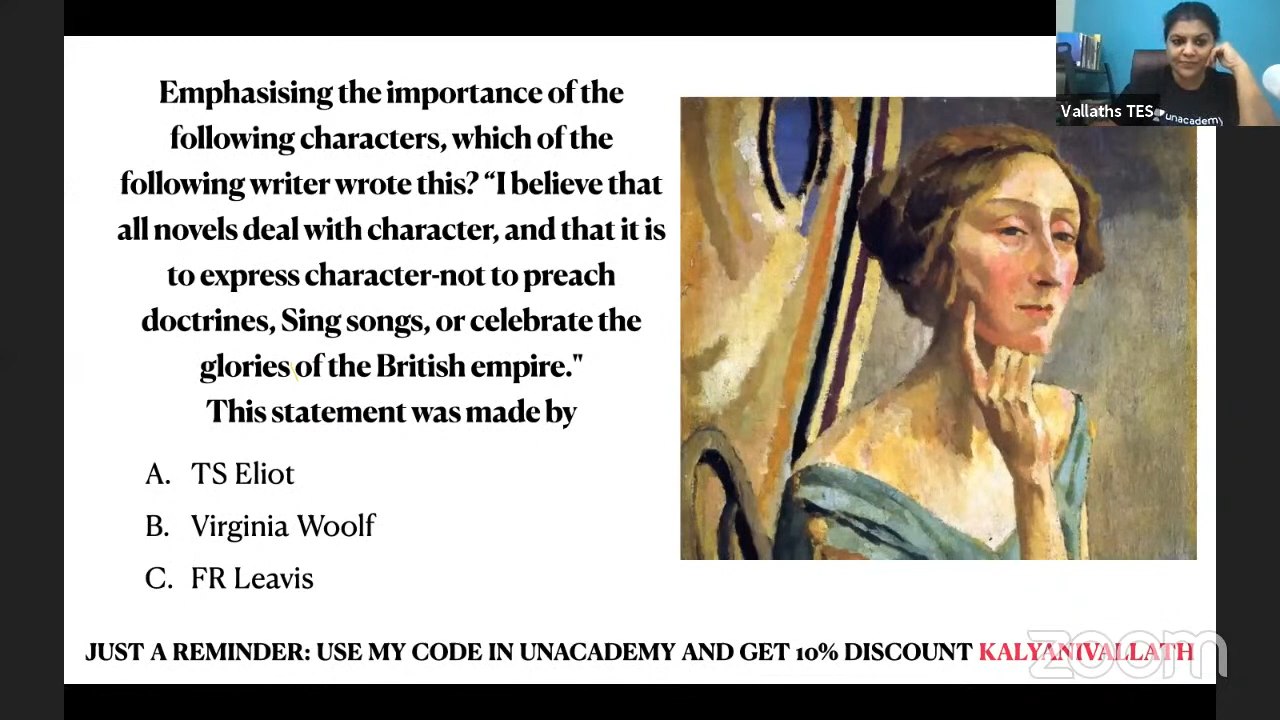 Emphasising the importance of the
following characters, which of the
following writer wrote this? “I believe that
all novels deal with character, and that it is
to express character-not to preach
doctrines, Sing songs, or celebrate the
glories of the British empire."
This statement was made by
A. TS Eliot
B. Virginia Woolf
C. FR Leavis
Vallaths TES
unacademy
JUST A REMINDER: USE MY CODE IN UNACADEMY AND GET 10% DISCOUNT KALYANIVALLATH
zoom